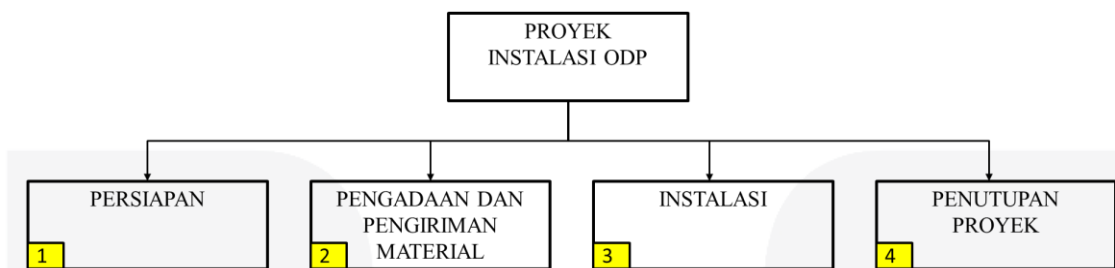 PROYEK
INSTALASI ODP
PERSIAPAN
1
PENGADAAN DAN
PENGIRIMAN
MATERIAL
2
INSTALASI
3
PENUTUPAN
PROYEK
4